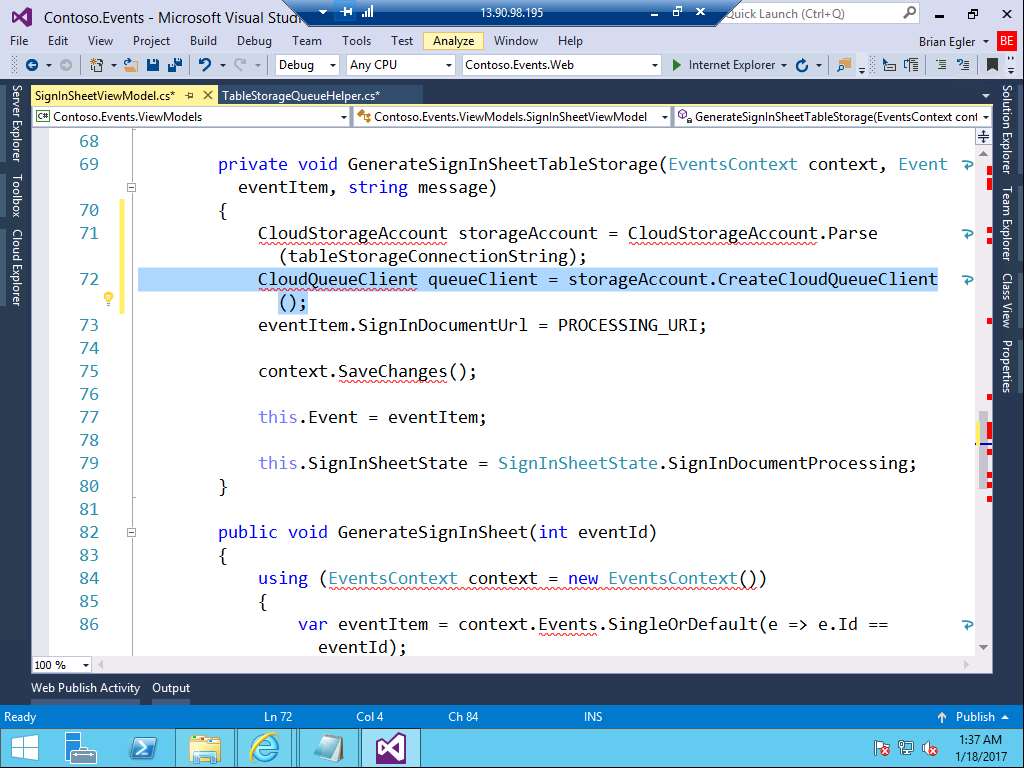 Contoso.Events - Microsoft Visual Studi
13.90.98.195
Quick Launch (Ctrl+Q)
File Edit View Project Build Debug Team Tools Test Analyze Window Help
Brian Egler BE
Debug Any CPU Contoso.Events.Web Internet Explorer
SignInSheetViewModel.cs* TableStorageQueueHelper.cs*
C# Contoso.Events.ViewModels Contoso.Events.ViewModels.SignInSheetViewModel GenerateSignInSheetTableStorage(EventsContext cont
Server Explorer
Toolbox
Cloud Explorer
68
69 private void GenerateSignInSheetTableStorage(EventsContext context, Event
eventItem, string message)
70 {
71 CloudStorageAccount storageAccount = CloudStorageAccount.Parse
(tableStorageConnectionString);
72 CloudQueueClient queueClient = storageAccount.CreateCloudQueueClient
();
73 eventItem.SignInDocumentUrl = PROCESSING_URI;
74
75 context.SaveChanges();
76
77 this.Event = eventItem;
78
79 this.SignInSheetState = SignInSheetState.SignInDocumentProcessing;
80 }
81
82 public void GenerateSignInSheet(int eventId)
83 {
84 using (EventsContext context = new EventsContext())
85 {
86 var eventItem = context.Events.SingleOrDefault(e => e.Id ==
eventId);
Solution Explorer
Team Explorer
Class View
Properties
100 %
Web Publish Activity Output
Ready Ln 72 Col 4 Ch 84 INS Publish
1:37 AM
1/18/2017